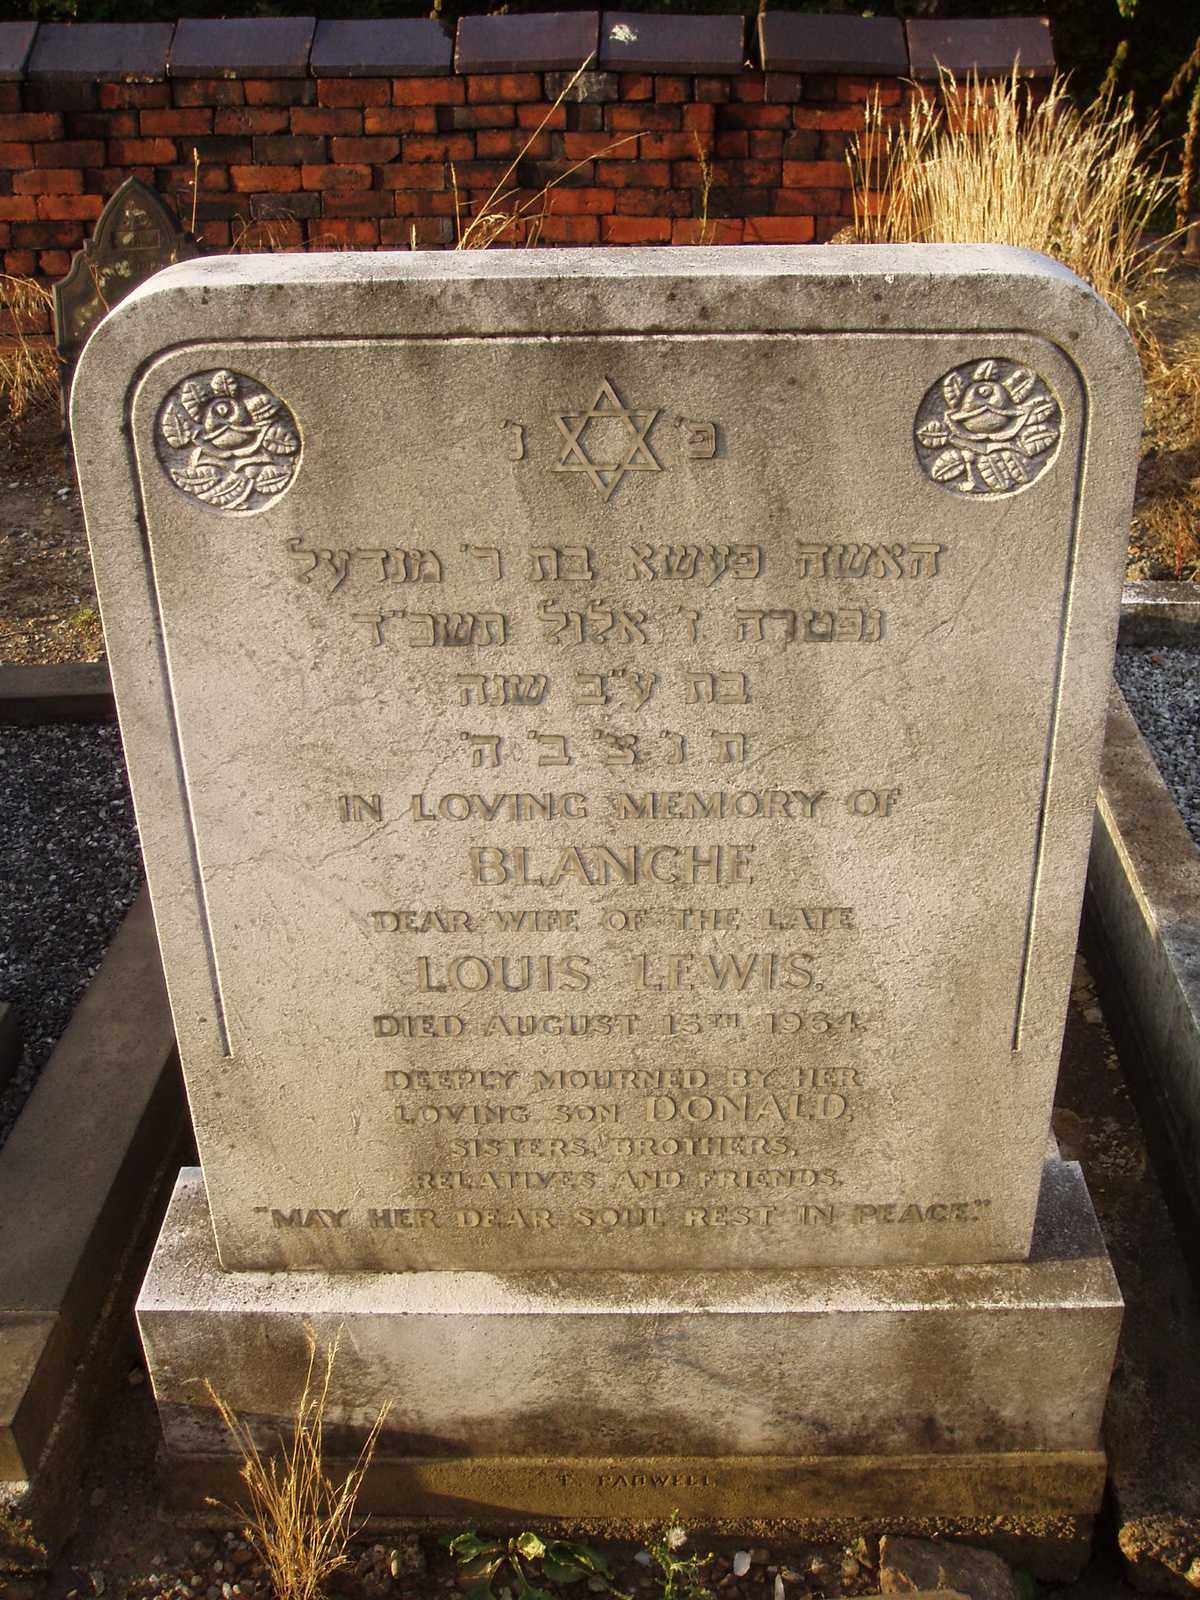 פ' נ'
האשה פעשא בת ר' מנדעל
נפטרה ז' אלול תשכ"ד
בת ע"ב שנה
ת' נ' צ' ב' ה'
IN LOVING MEMORY OF
BLANCHE
DEAR WIFE OF THE LATE
LOUIS LEWIS.
DIED AUGUST 15TH 1964.
DEEPLY MOURNED BY HER
LOVING SON DONALD,
SISTERS, BROTHERS,
RELATIVES AND FRIENDS.
"MAY HER DEAR SOUL REST IN PEACE."
T. PADWELL